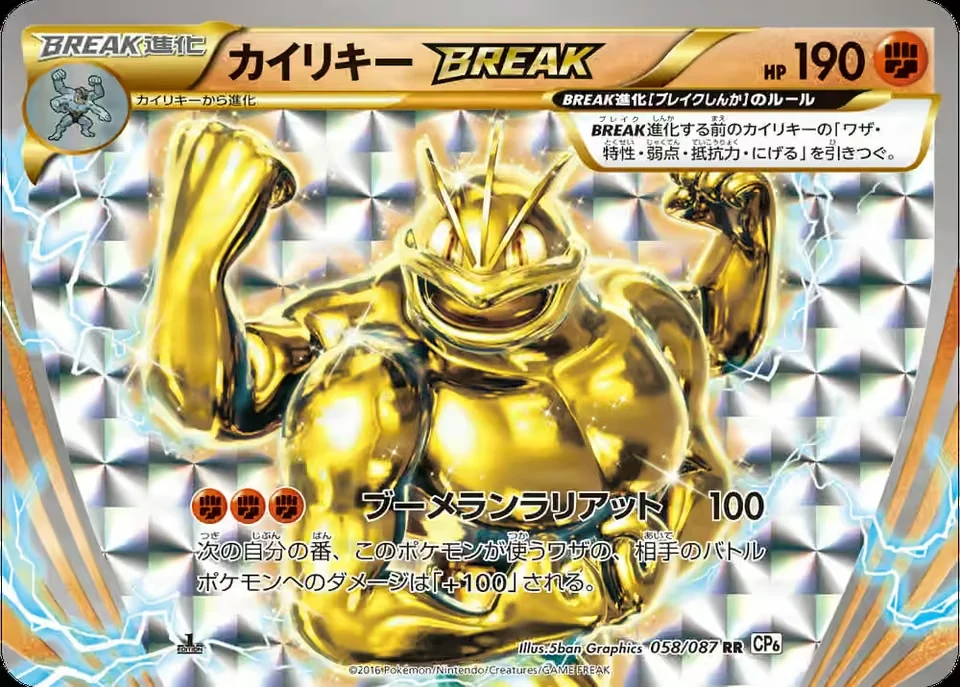 BREAK進化
カイリキー BREAK HP 190
カイリキーから進化
BREAK進化[ブレイクしんか]のルール
BREAK進化する前のカイリキーの「ワザ・
特性・弱点・抵抗力・にげる」を引きつぐ。
ブーメランラリアット 100
次の自分の番、このポケモンが使うワザの、相手のバトル
ポケモンへのダメージは「+100」される。
1 EDITION
Illus.5ban Graphics 058/087 RR CP6
©2016 Pokémon/Nintendo/Creatures/GAME FREAK